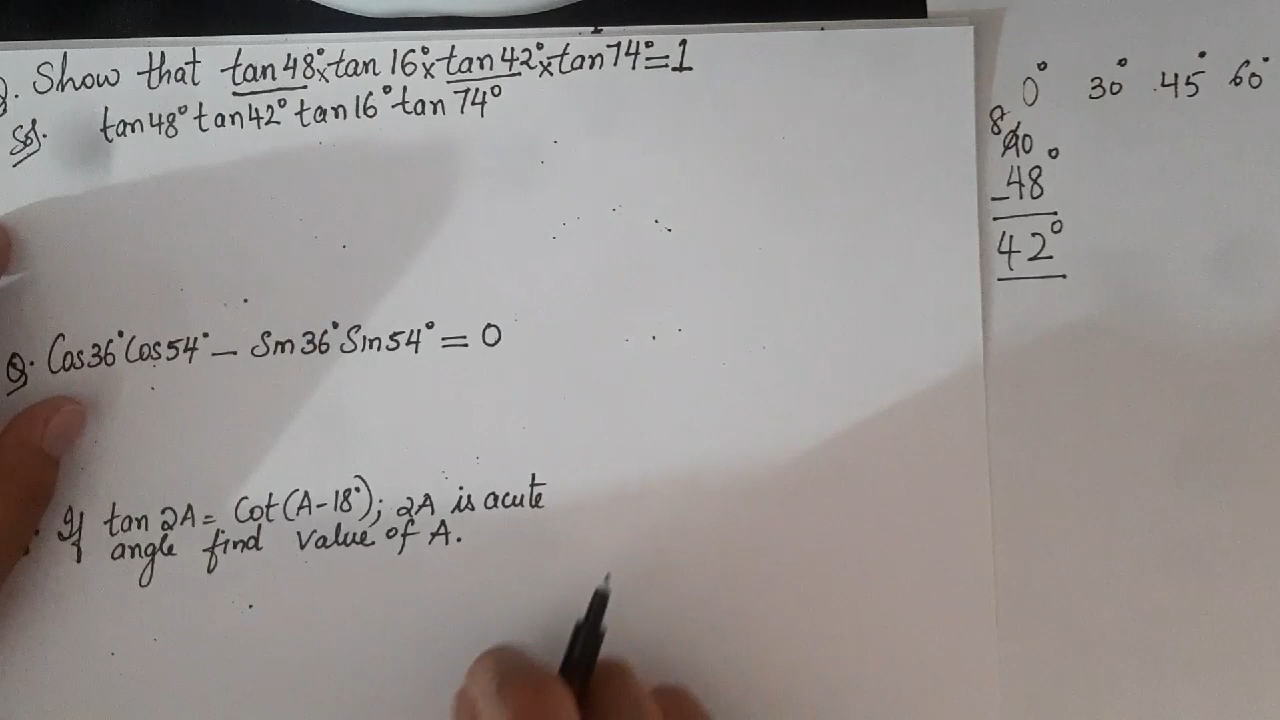 Q. Show that tan 48°x tan 16°x tan 42°x tan 74° = 1
Sol. tan 48° tan 42° tan 16° tan 74°
Q. Cos 36° Cos 54° - Sin 36° Sin 54° = 0
If tan 2A = Cot (A-18°); 2A is acute
angle find value of A.
0° 30° 45° 60°
8
90°
-48
42°